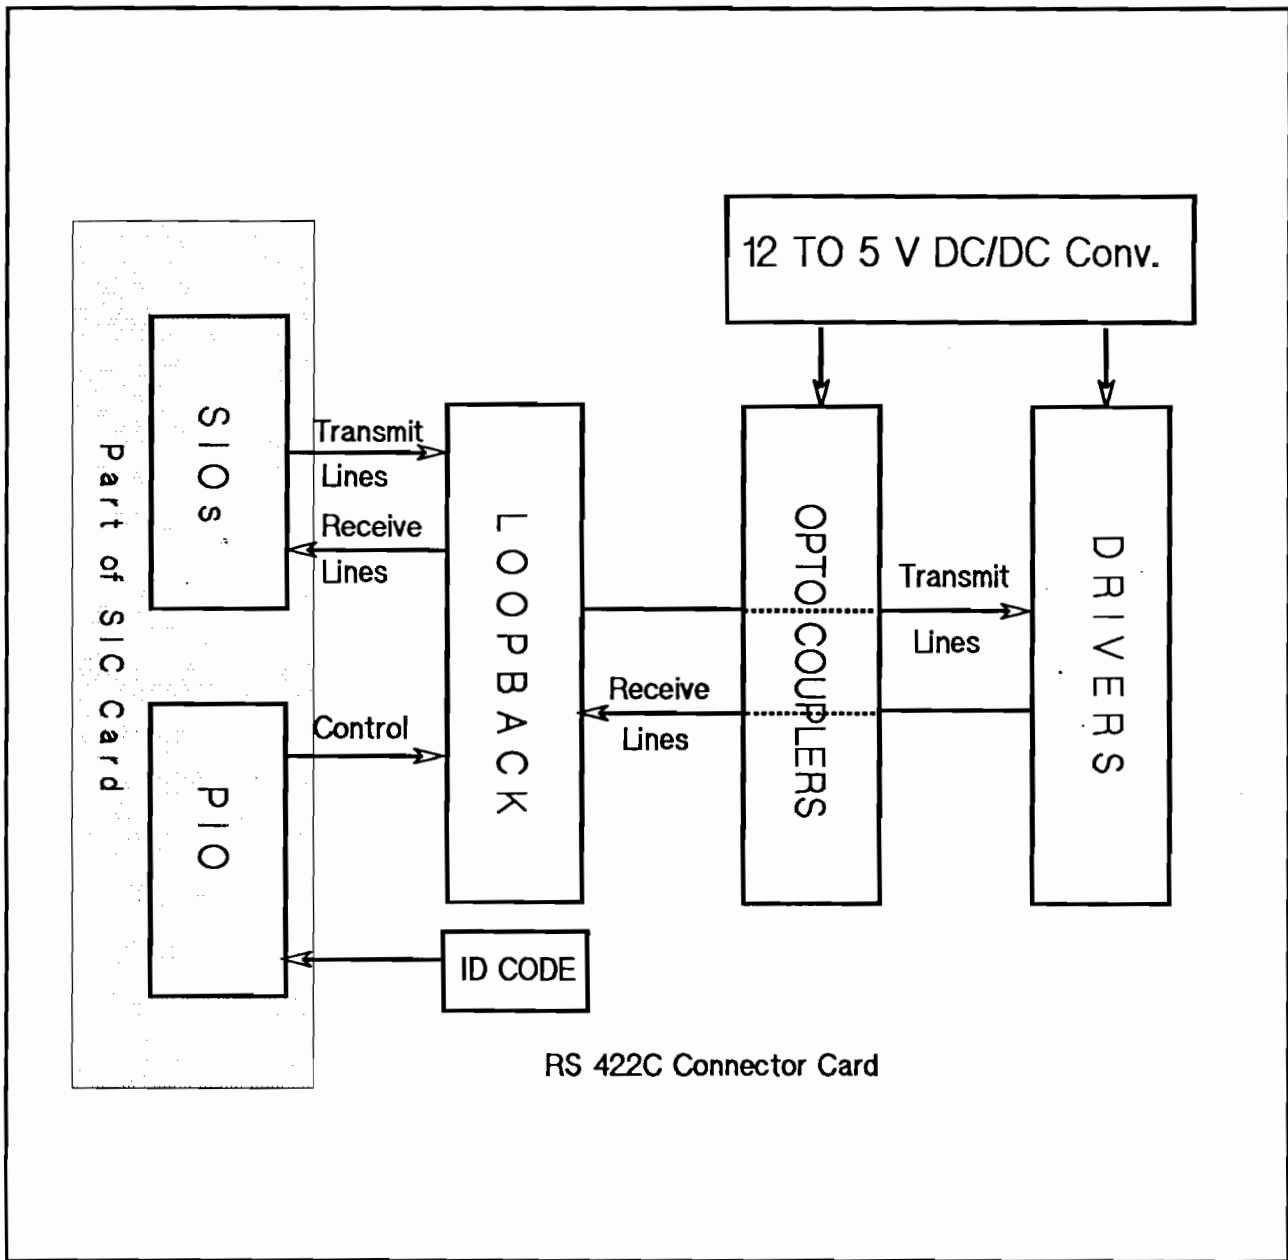 12 TO 5 V DC/DC Conv.
Part of SIC Card
SIOs
Transmit
Lines
Receive
Lines
LOOPBACK
OPTO COUPLERS
Transmit
Lines
DRIVERS
Receive
Lines
PIO
Control
ID CODE
RS 422C Connector Card